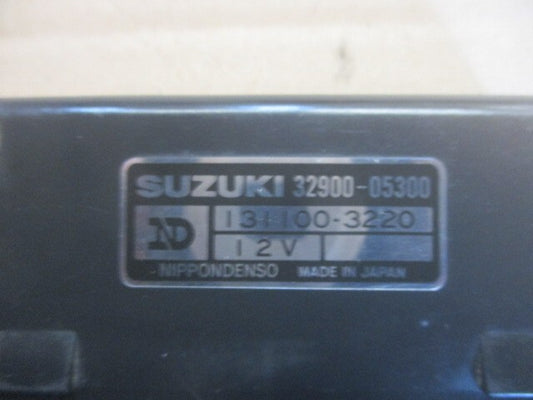 SUZUKI 32900-05300
ND 131100-3220
12V
NIPPONDENSO MADE IN JAPAN